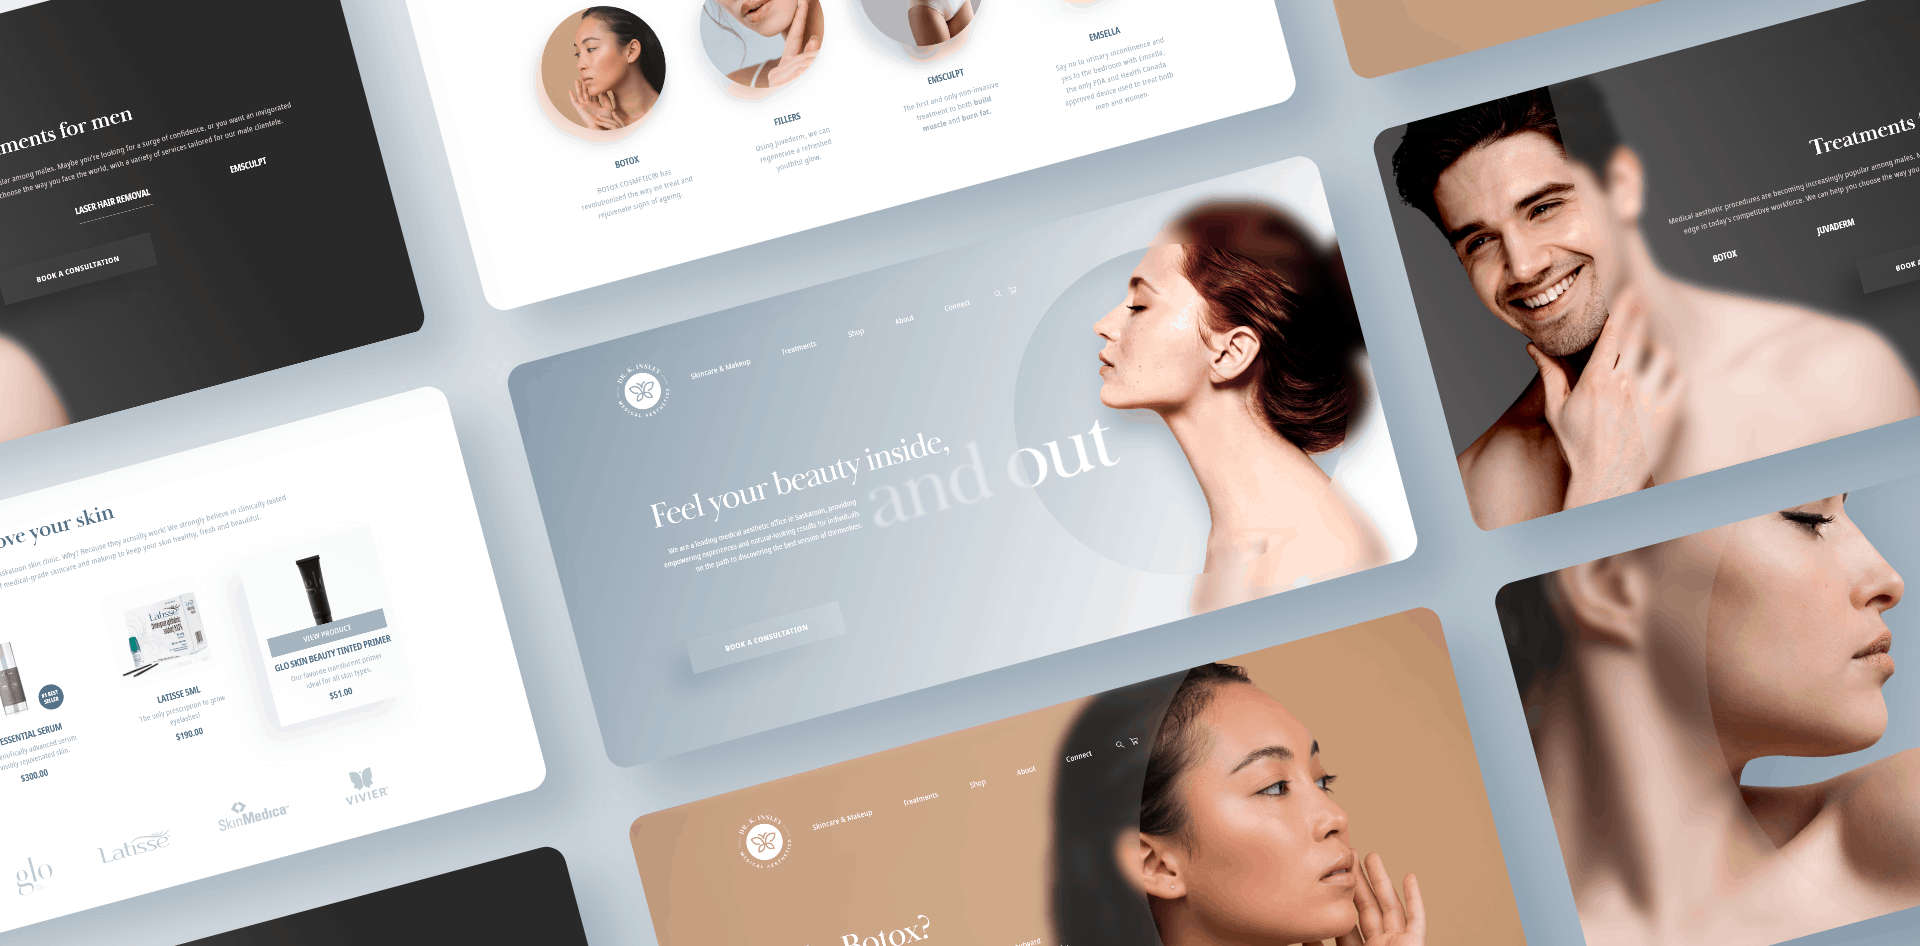 ments for men
lar among males. Maybe you're looking for a surge of confidence, or you want an invigorated
choose the way you face the world, with a variety of services tailored for our male clientele.
LASER HAIR REMOVAL
EMSCULPT
BOOK A CONSULTATION
BOTOX
BOTOX COSMETIC® has
revolutionized the way we treat and
rejuvenate signs of ageing.
FILLERS
Using Juvederm, we can
regenerate a refreshed
youthful glow.
EMSCULPT
The first and only non-invasive
treatment to both build
muscle and burn fat.
EMSELLA
Say no to urinary incontinence and
yes to the bedroom with Emsella,
the only FDA and Health Canada
approved device used to treat both
men and women.
Treatments
Medical aesthetic procedures are becoming increasingly popular among males. M
edge in today's competitive workforce. We can help you choose the way you
BOTOX
JUVADERM
BOOK A
DR. K. INSLEY
MEDICAL AESTHETICS
Skincare & Makeup
Treatments
Shop
About
Connect
Feel your beauty inside,
and out
We are a leading medical aesthetic office in Saskatoon, providing
empowering experiences and natural-looking results for individuals
on the path to discovering the best version of themselves.
BOOK A CONSULTATION
ove your skin
askatoon skin clinic. Why? Because they actually work! We strongly believe in clinically tested
medical-grade skincare and makeup to keep your skin healthy, fresh and beautiful.
#1 BEST
SELLER
ESSENTIAL SERUM
entifically advanced serum
visibly rejuvenated skin.
$300.00
Latisse
LATISSE 5ML
The only prescription to grow
eyelashes!
$190.00
VIEW PRODUCT
GLO SKIN BEAUTY TINTED PRIMER
Our favorite translucent primer
ideal for all skin types.
$51.00
glo
Latisse
SkinMedica
VIVIER
DR. K. INSLEY
MEDICAL AESTHETICS
Skincare & Makeup
Treatments
Shop
About
Connect
Botox?